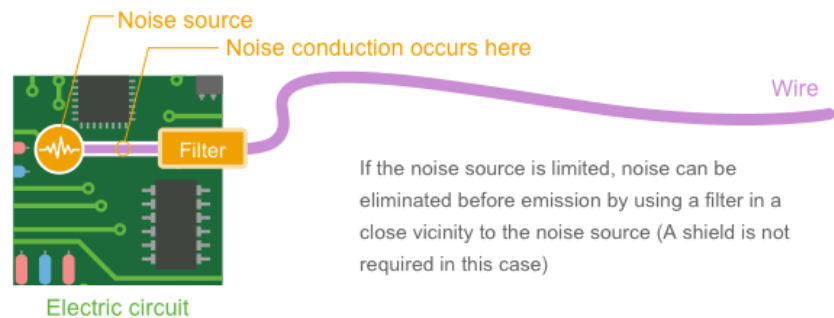 Noise source
Noise conduction occurs here
Wire
Filter
If the noise source is limited, noise can be
eliminated before emission by using a filter in a
close vicinity to the noise source (A shield is not
required in this case)
Electric circuit